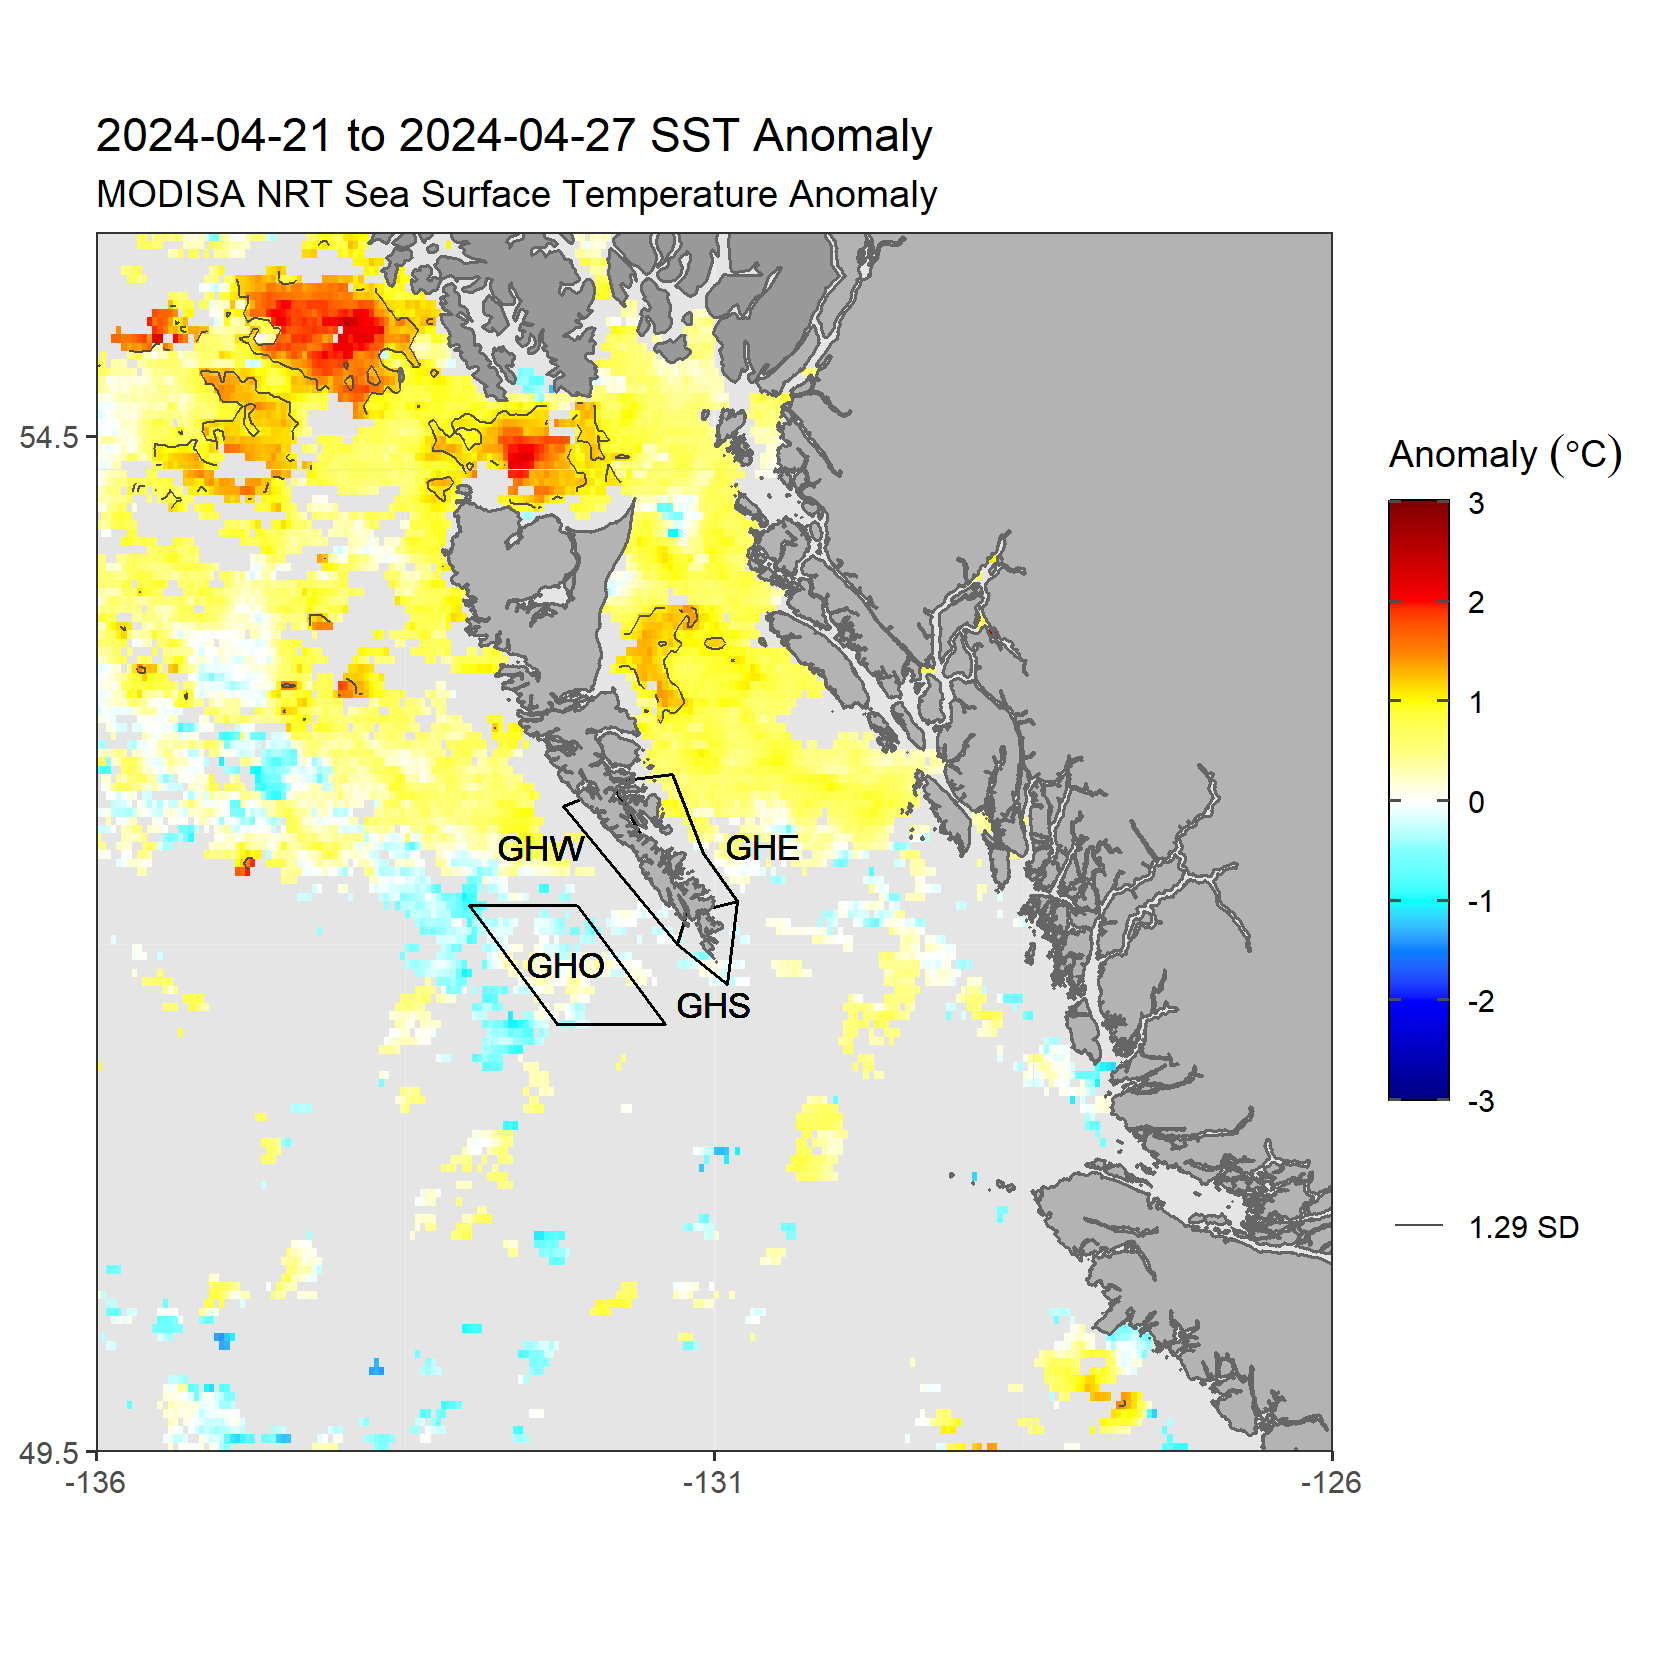 2024-04-21 to 2024-04-27 SST Anomaly
MODISA NRT Sea Surface Temperature Anomaly
54.5
49.5
-136
-131
-126
GHW
GHE
GHO
GHS
Anomaly (°C)
3
2
1
0
-1
-2
-3
1.29 SD